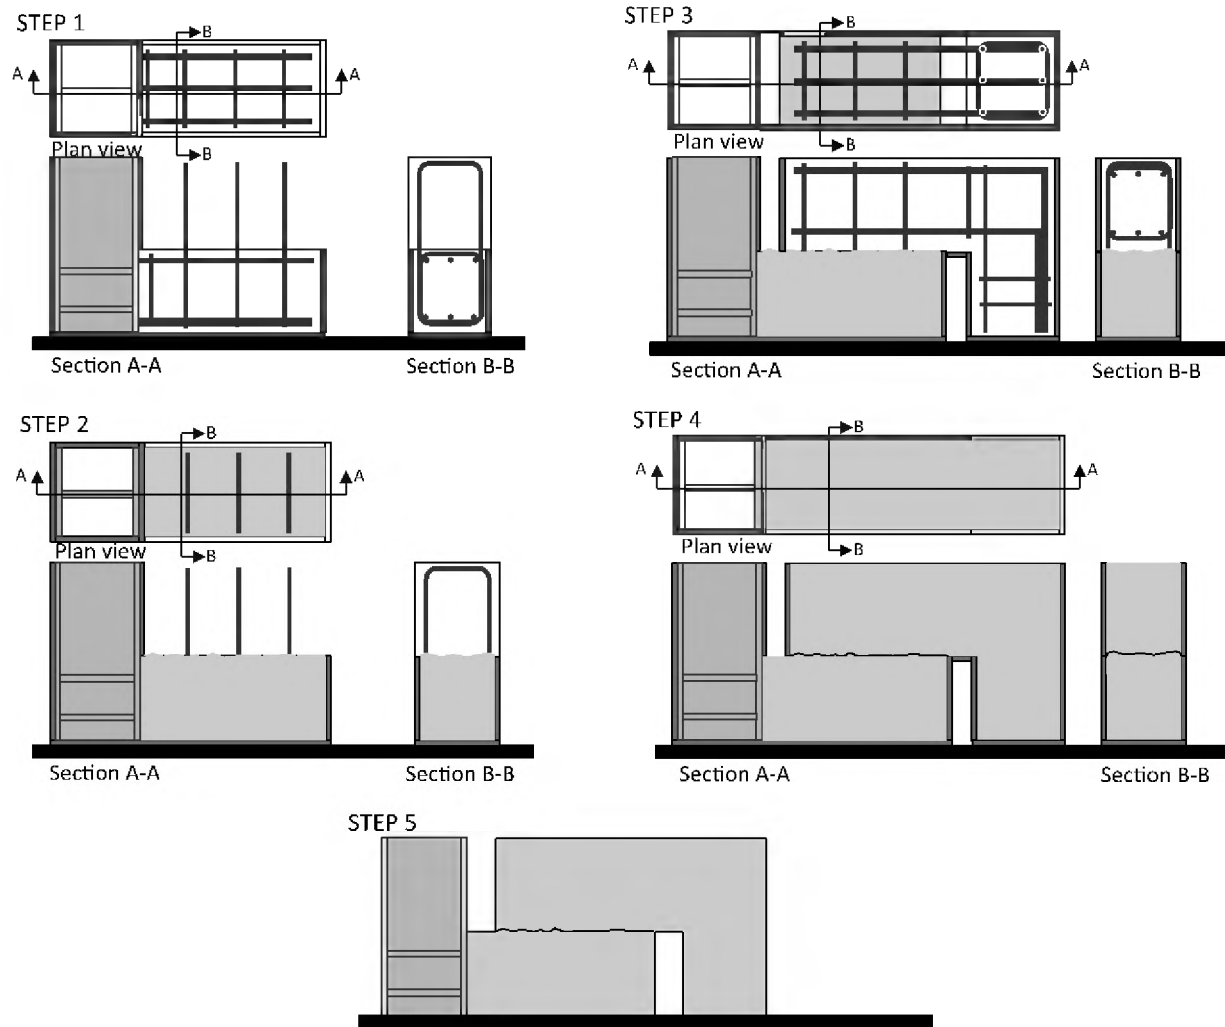 STEP 1
B
A
A
B
Plan view
Section A-A
Section B-B
STEP 2
B
A
A
B
Plan view
Section A-A
Section B-B
STEP 3
B
A
A
B
Plan view
Section A-A
Section B-B
STEP 4
B
A
A
B
Plan view
Section A-A
Section B-B
STEP 5